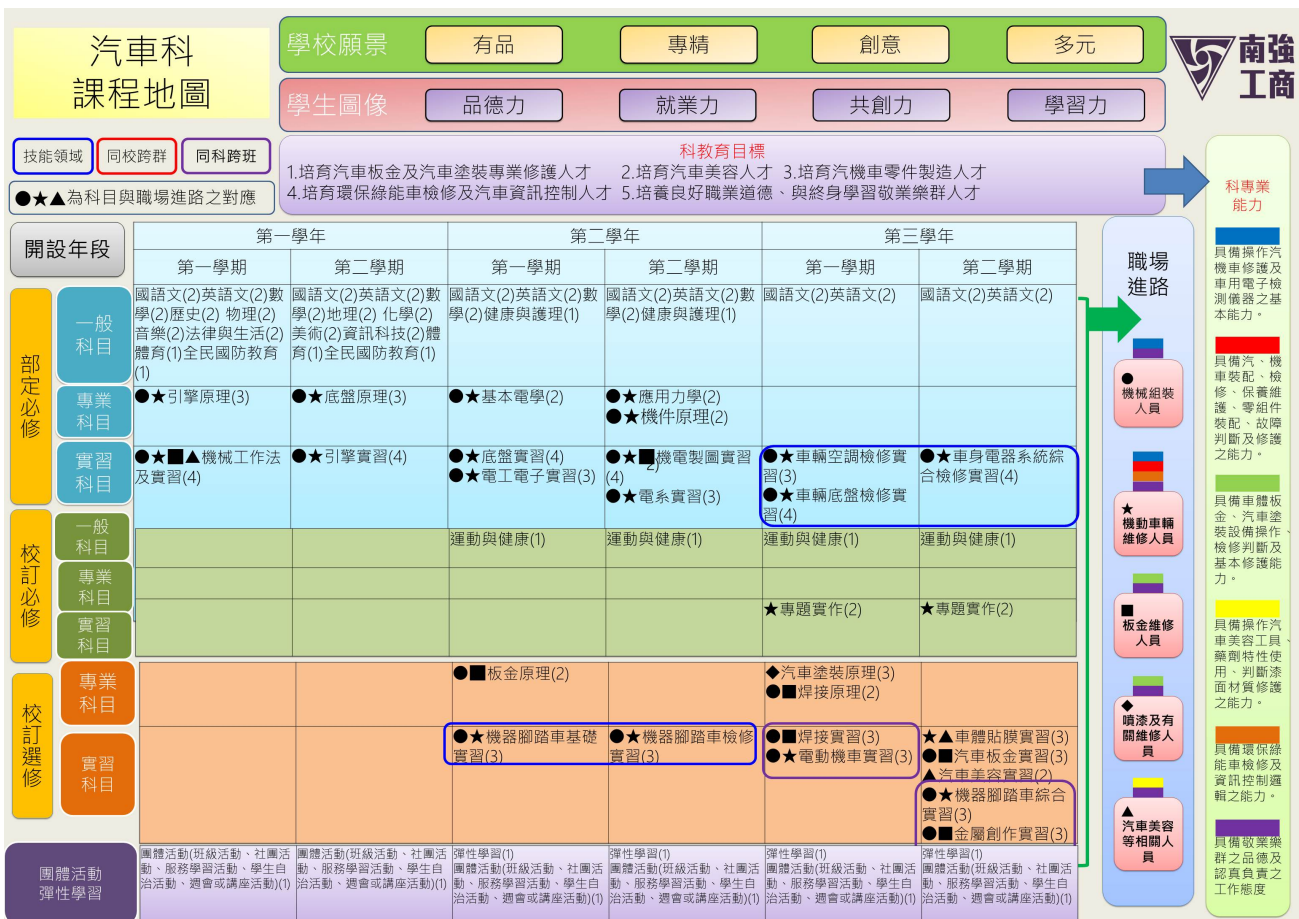 汽車科
課程地圖
學校願景
有品
專精
創意
多元
南強
工商
學生圖像
品德力
就業力
共創力
學習力
技能領域
同校跨群
同科跨班
●★▲為科目與職場進路之對應
科教育目標
1.培育汽車板金及汽車塗裝專業修護人才 2.培育汽車美容人才 3.培育汽機車零件製造人才
4.培育環保綠能車檢修及汽車資訊控制人才 5.培養良好職業道德、與終身學習敬業樂群人才
開設年段
第一學年
第二學年
第三學年
第一學期
第二學期
第一學期
第二學期
第一學期
第二學期
部定必修
一般
科目
國語文(2)英語文(2)數
學(2)歷史(2) 物理(2)
音樂(2)法律與生活(2)
體育(1)全民國防教育
(1)
國語文(2)英語文(2)數
學(2)地理(2) 化學(2)
美術(2)資訊科技(2)體
育(1)全民國防教育(1)
國語文(2)英語文(2)數
學(2)健康與護理(1)
國語文(2)英語文(2)數
學(2)健康與護理(1)
國語文(2)英語文(2)
國語文(2)英語文(2)
專業
科目
●★引擎原理(3)
●★底盤原理(3)
●★基本電學(2)
●★應用力學(2)
●★機件原理(2)
實習
科目
●★■▲機械工作法
及實習(4)
●★引擎實習(4)
●★底盤實習(4)
●★電工電子實習(3)
●★■機電製圖實習
2)
(4)
●★電系實習(3)
●★車輛空調檢修實
習(3)
●★車輛底盤檢修實
習(4)
●★車身電器系統綜
合檢修實習(4)
校訂必修
一般
科目
運動與健康(1)
運動與健康(1)
運動與健康(1)
運動與健康(1)
專業
科目
實習
科目
★專題實作(2)
★專題實作(2)
校訂選修
專業
科目
●■板金原理(2)
◆汽車塗裝原理(3)
●■焊接原理(2)
實習
科目
●★機器腳踏車基礎
實習(3)
●★機器腳踏車檢修
實習(3)
●■焊接實習(3)
●★電動機車實習(3)
★▲車體貼膜實習(3)
●■汽車板金實習(3)
▲汽車美容實習(2)
●★機器腳踏車綜合
實習(3)
●■金屬創作實習(3)
團體活動
彈性學習
團體活動(班級活動、社團活
動、服務學習活動、學生自
治活動、週會或講座活動)(1)
團體活動(班級活動、社團活
動、服務學習活動、學生自
治活動、週會或講座活動)(1)
彈性學習(1)
團體活動(班級活動、社團活
動、服務學習活動、學生自
治活動、週會或講座活動)(1)
彈性學習(1)
團體活動(班級活動、社團活
動、服務學習活動、學生自
治活動、週會或講座活動)(1)
彈性學習(1)
團體活動(班級活動、社團活
動、服務學習活動、學生自
治活動、週會或講座活動)(1)
彈性學習(1)
團體活動(班級活動、社團活
動、服務學習活動、學生自
治活動、週會或講座活動)(1)
職場
進路
●
機械組裝
人員
★
機動車輛
維修人員
■
板金維修
人員
◆
噴漆及有
關維修人
員
▲
汽車美容
等相關人
員
科專業
能力
具備操作汽
機車修護及
車用電子檢
測儀器之基
本能力。
具備汽、機
車裝配、檢
修、保養維
護、零組件
裝配、故障
判斷及修護
之能力。
具備車體板
金、汽車塗
裝設備操作、
檢修判斷及
基本修護能
力。
具備操作汽
車美容工具、
藥劑特性使
用、判斷漆
面材質修護
之能力。
具備環保綠
能車檢修及
資訊控制邏
輯之能力。
具備敬業樂
群之品德及
認真負責之
工作態度